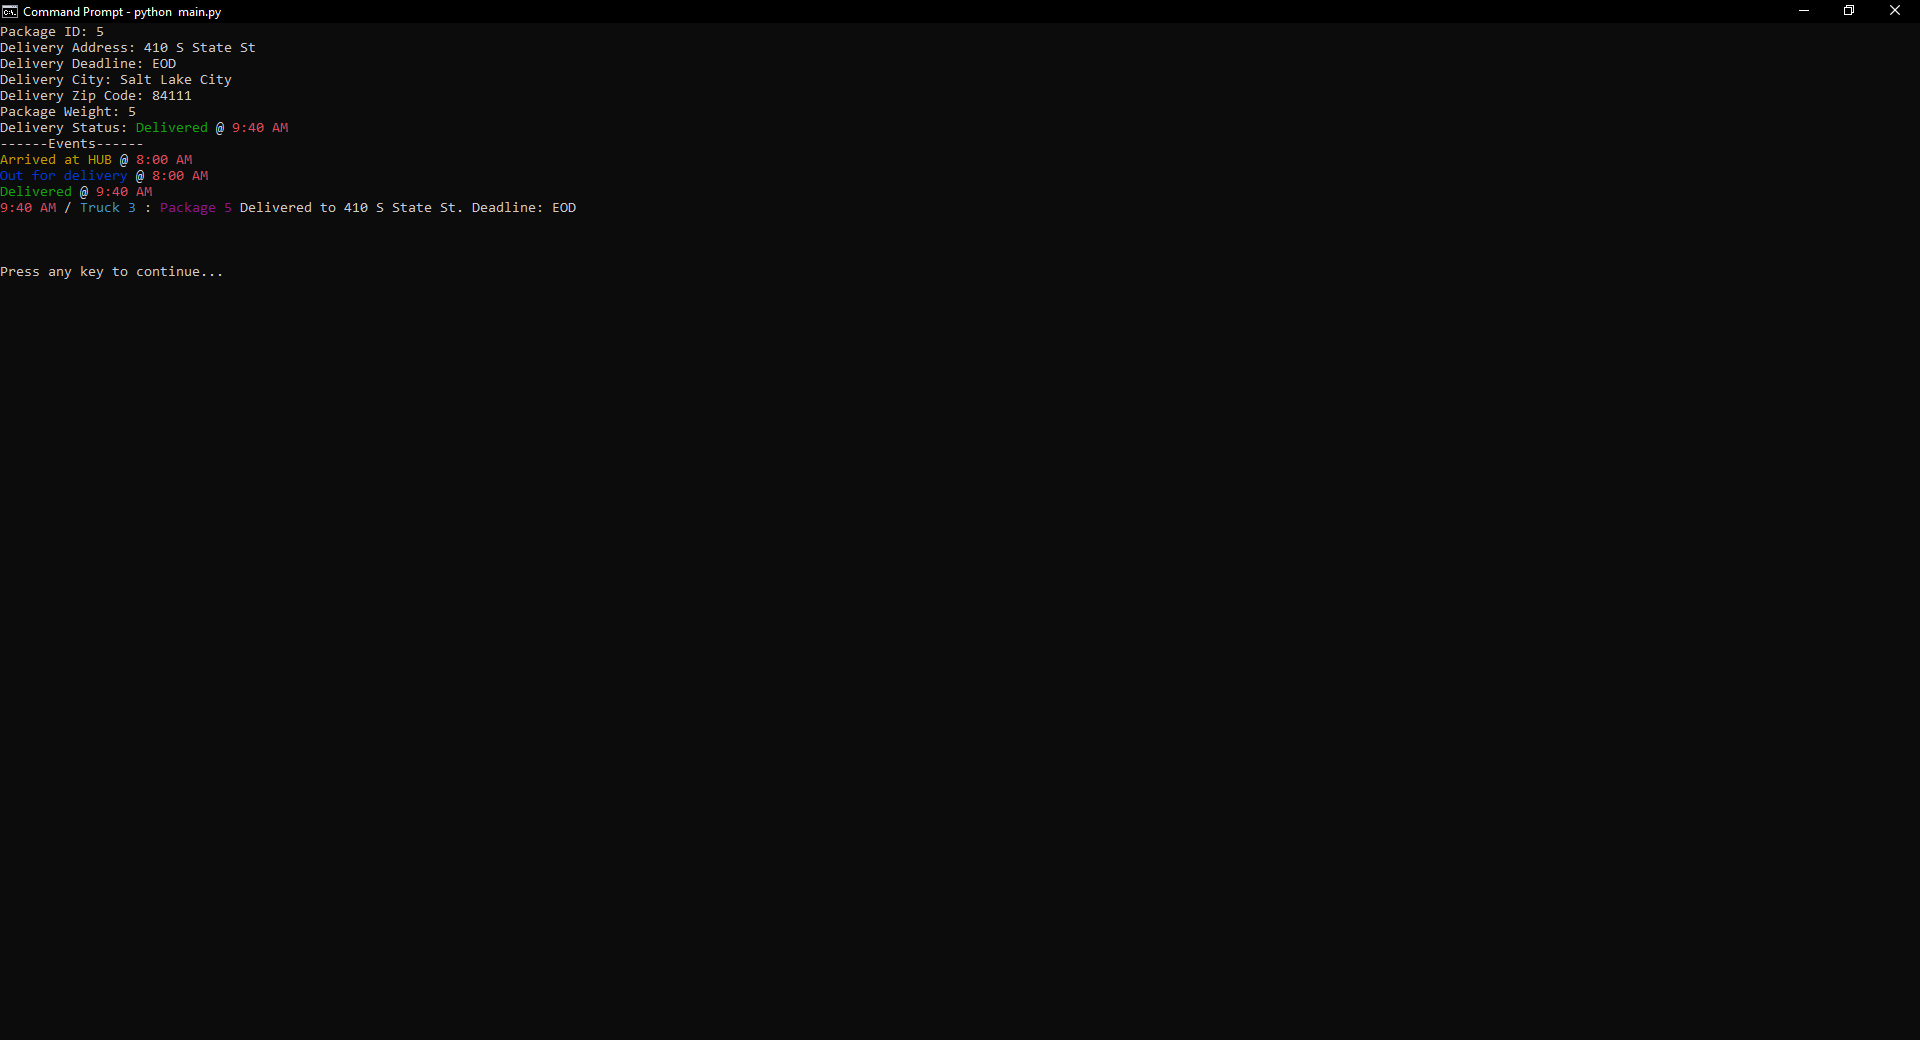 Command Prompt - python  main.py
Package ID: 5
Delivery Address: 410 S State St
Delivery Deadline: EOD
Delivery City: Salt Lake City
Delivery Zip Code: 84111
Package Weight: 5
Delivery Status: Delivered @ 9:40 AM
------Events------
Arrived at HUB @ 8:00 AM
Out for delivery @ 8:00 AM
Delivered @ 9:40 AM
9:40 AM / Truck 3 : Package 5 Delivered to 410 S State St. Deadline: EOD
Press any key to continue...